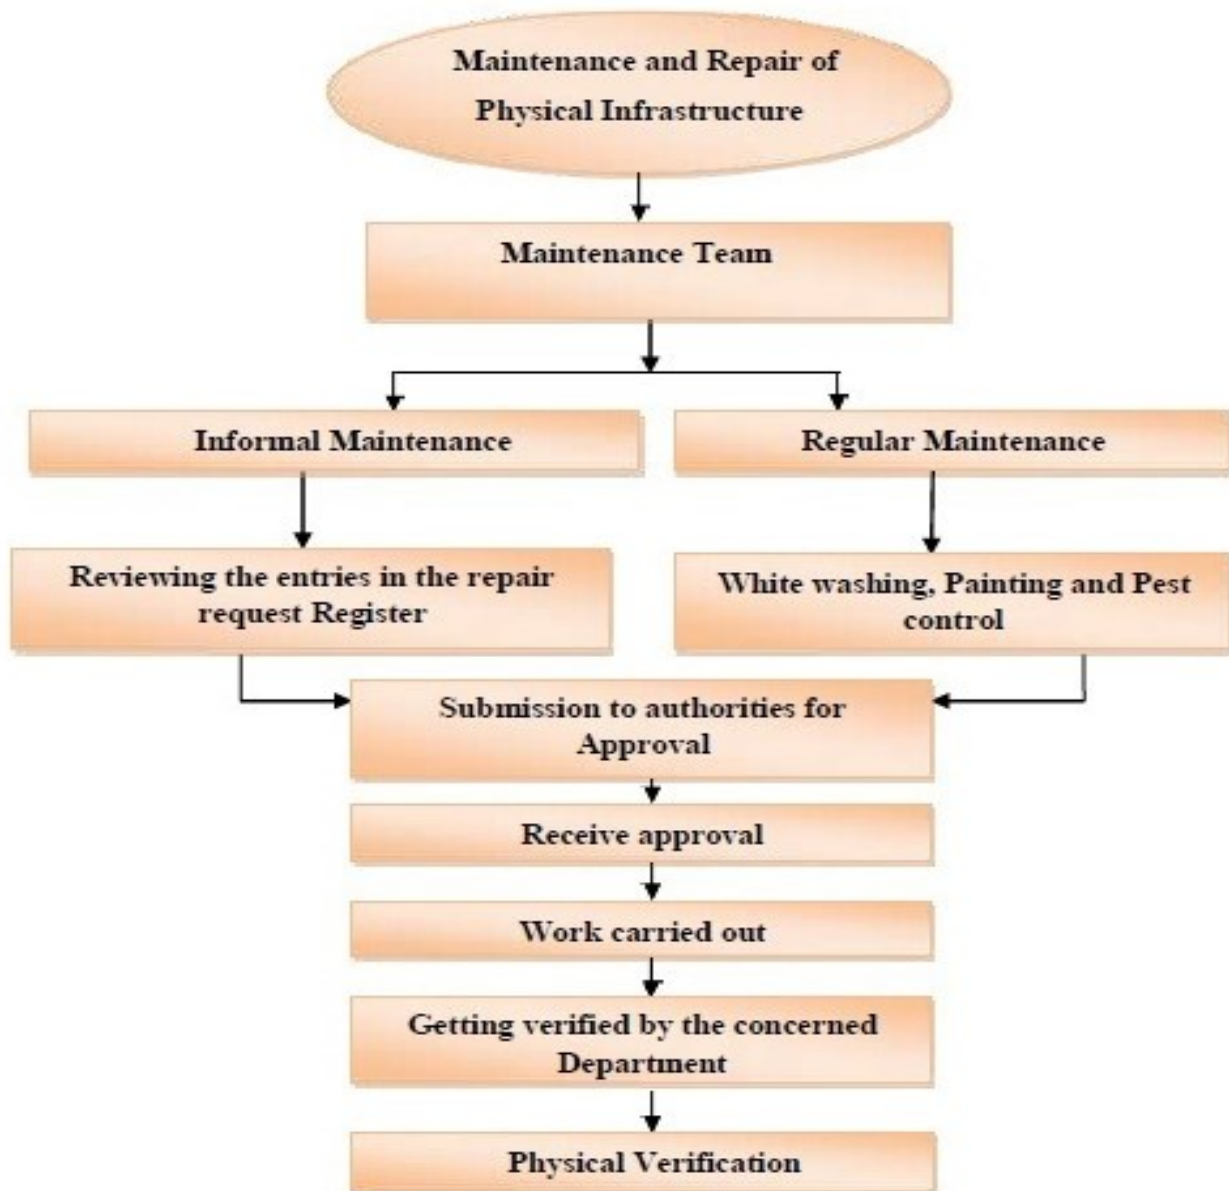 Maintenance and Repair of
Physical Infrastructure
Maintenance Team
Informal Maintenance
Regular Maintenance
Reviewing the entries in the repair
request Register
White washing, Painting and Pest
control
Submission to authorities for
Approval
Receive approval
Work carried out
Getting verified by the concerned
Department
Physical Verification